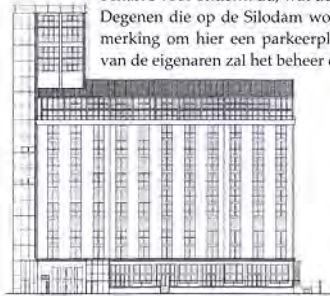 Degenen die op de Silodam wo
merking om hier een parkeerpl
van de eigenaren zal het beheer